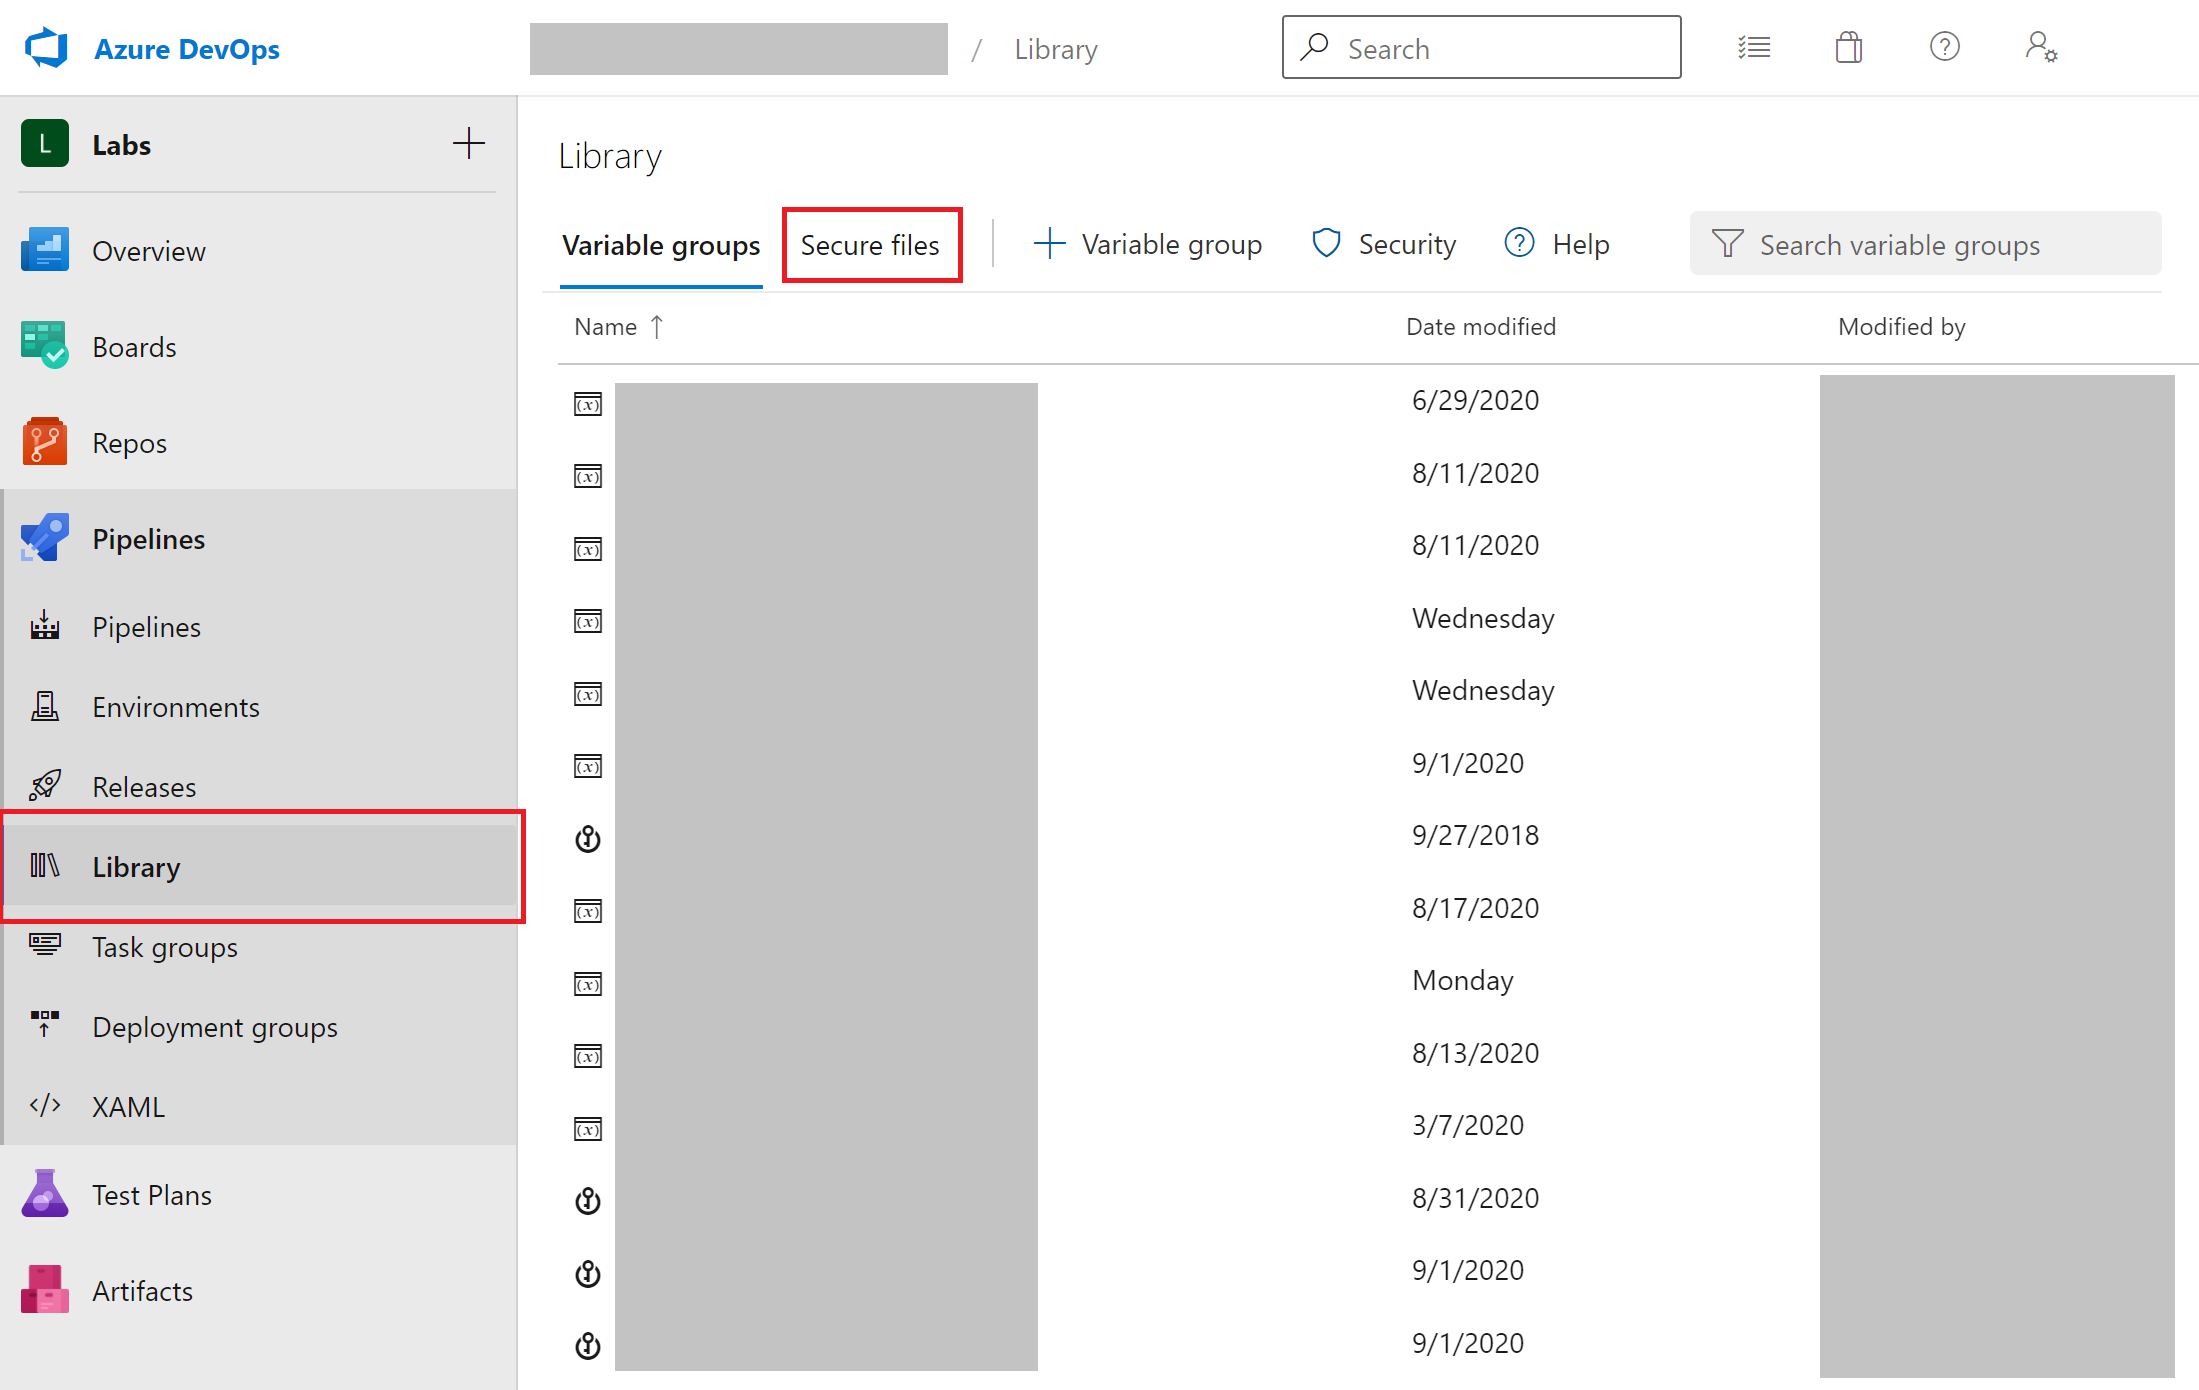 Azure DevOps
/ Library
Search
L Labs
Overview
Boards
Repos
Pipelines
Pipelines
Environments
Releases
Library
Task groups
Deployment groups
XAML
Test Plans
Artifacts
Library
Variable groups Secure files Variable group Security Help Search variable groups
Name ↑ Date modified Modified by
(x) 6/29/2020
(x) 8/11/2020
(x) 8/11/2020
(x) Wednesday
(x) Wednesday
(x) 9/1/2020
9/27/2018
(x) 8/17/2020
(x) Monday
(x) 8/13/2020
(x) 3/7/2020
8/31/2020
9/1/2020
9/1/2020